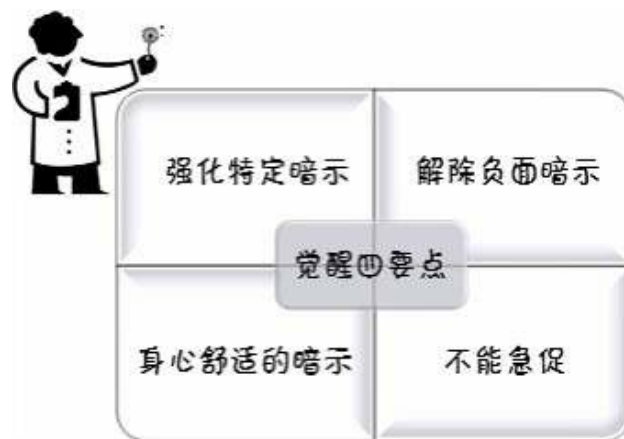 强化特定暗示
解除负面暗示
觉醒四要点
身心舒适的暗示
不能急促